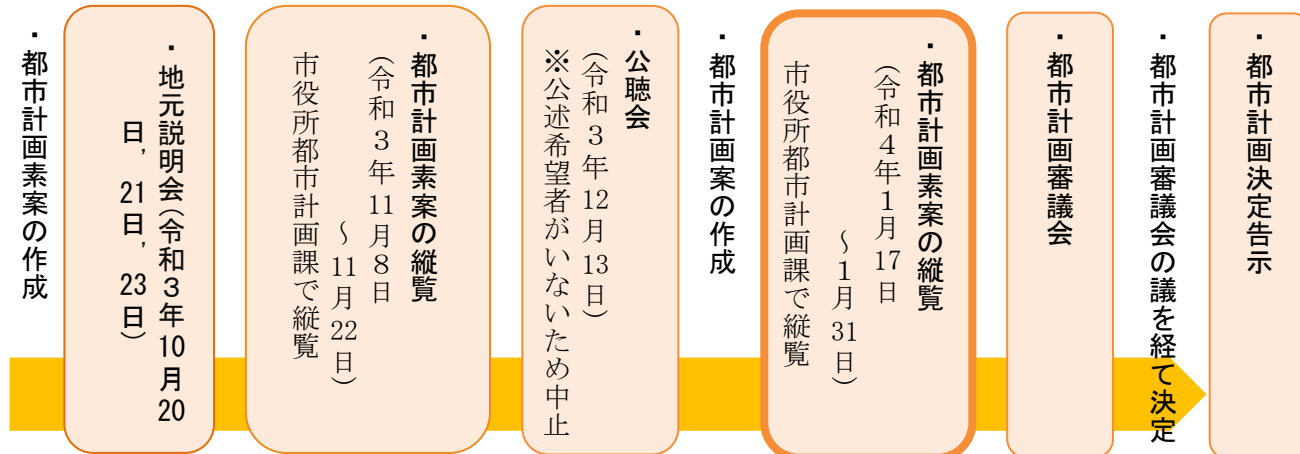 ・都市計画素案の作成
・地元説明会（令和３年10月20
日，21日，23日）
・都市計画素案の縦覧
（令和３年11月８日
～11月22日）
市役所都市計画課で縦覧
・公聴会
（令和３年12月13日）
※公述希望者がいないため中止
・都市計画案の作成
・都市計画素案の縦覧
（令和４年１月17日
～１月31日）
市役所都市計画課で縦覧
・都市計画審議会
・都市計画審議会の議を経て決定
・都市計画決定告示